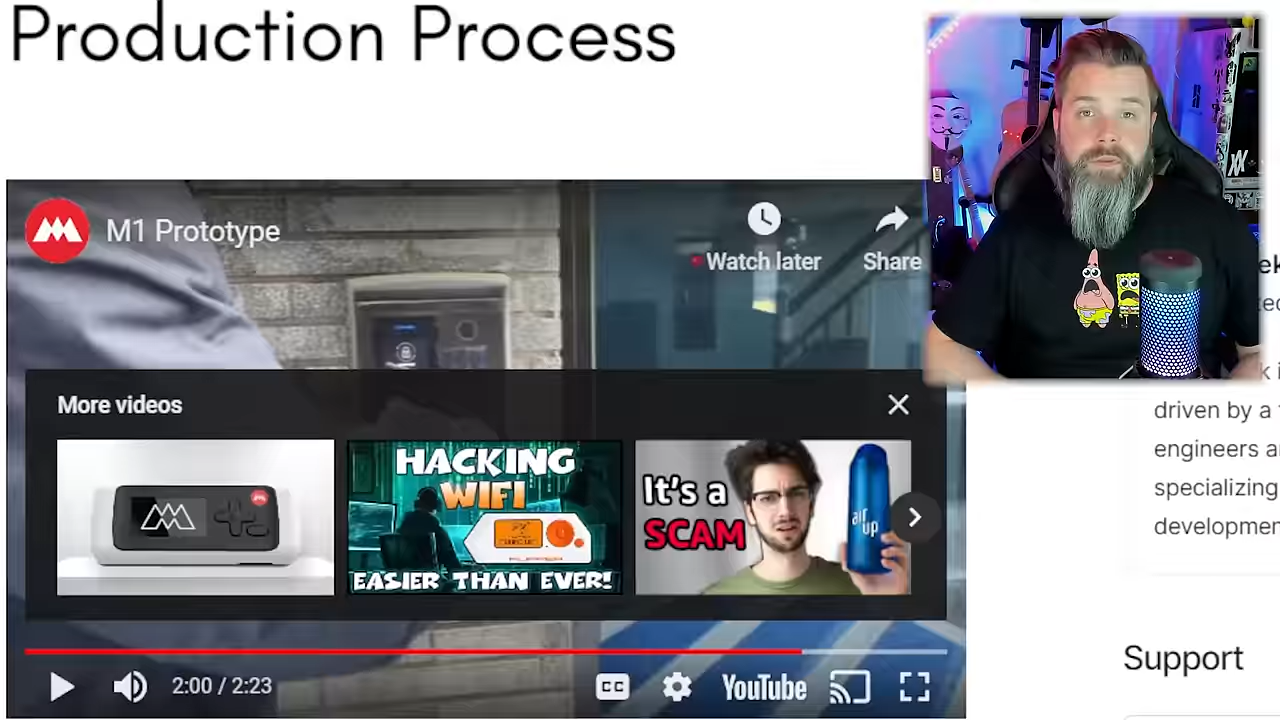 Production Process
M1 Prototype
Watch later
Share
More videos
HACKING
WIFI
EASIER THAN EVER!
It's a
SCAM
air
up
driven by a
engineers
specializing
developmen
Support
2:00 / 2:23
CC
YouTube